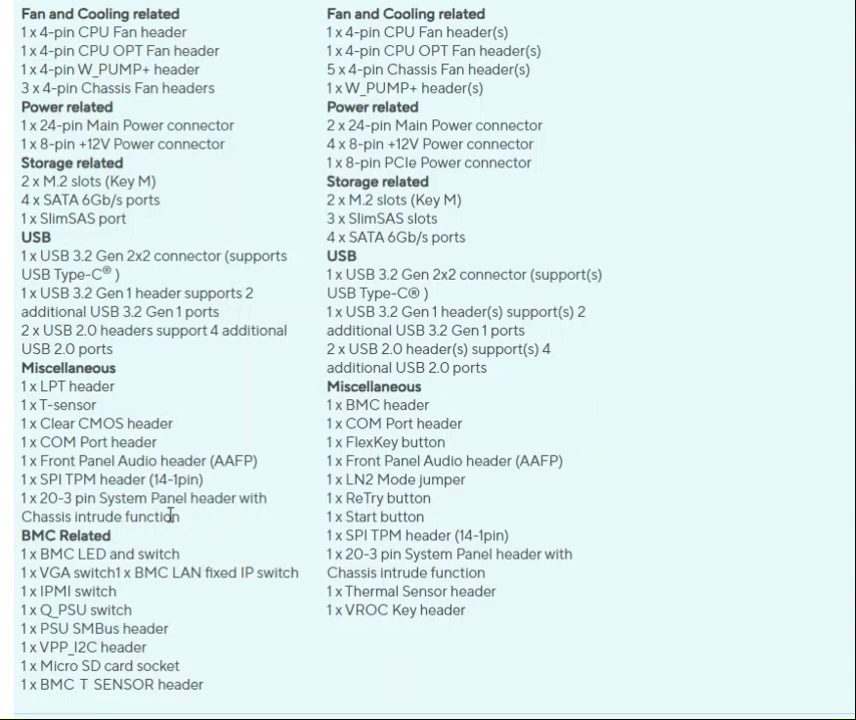 Fan and Cooling related
1 x 4-pin CPU Fan header
1 x 4-pin CPU OPT Fan header
1 x 4-pin W_PUMP+ header
3 x 4-pin Chassis Fan headers
Power related
1 x 24-pin Main Power connector
1 x 8-pin +12V Power connector
Storage related
2 x M.2 slots (Key M)
4 x SATA 6Gb/s ports
1 x SlimSAS port
USB
1 x USB 3.2 Gen 2x2 connector (supports
USB Type-C® )
1 x USB 3.2 Gen 1 header supports 2
additional USB 3.2 Gen 1 ports
2 x USB 2.0 headers support 4 additional
USB 2.0 ports
Miscellaneous
1 x LPT header
1 x T-sensor
1 x Clear CMOS header
1 x COM Port header
1 x Front Panel Audio header (AAFP)
1 x SPI TPM header (14-1pin)
1 x 20-3 pin System Panel header with
Chassis intrude function
BMC Related
1 x BMC LED and switch
1 x VGA switch1 x BMC LAN fixed IP switch
1 x IPMI switch
1 x Q_PSU switch
1 x PSU SMBus header
1 x VPP_I2C header
1 x Micro SD card socket
1 x BMC T SENSOR header
Fan and Cooling related
1 x 4-pin CPU Fan header(s)
1 x 4-pin CPU OPT Fan header(s)
5 x 4-pin Chassis Fan header(s)
1 x W_PUMP+ header(s)
Power related
2 x 24-pin Main Power connector
4 x 8-pin +12V Power connector
1 x 8-pin PCIe Power connector
Storage related
2 x M.2 slots (Key M)
3 x SlimSAS slots
4 x SATA 6Gb/s ports
USB
1 x USB 3.2 Gen 2x2 connector (support(s)
USB Type-C® )
1 x USB 3.2 Gen 1 header(s) support(s) 2
additional USB 3.2 Gen 1 ports
2 x USB 2.0 header(s) support(s) 4
additional USB 2.0 ports
Miscellaneous
1 x BMC header
1 x COM Port header
1 x FlexKey button
1 x Front Panel Audio header (AAFP)
1 x LN2 Mode jumper
1 x ReTry button
1 x Start button
1 x SPI TPM header (14-1pin)
1 x 20-3 pin System Panel header with
Chassis intrude function
1 x Thermal Sensor header
1 x VROC Key header